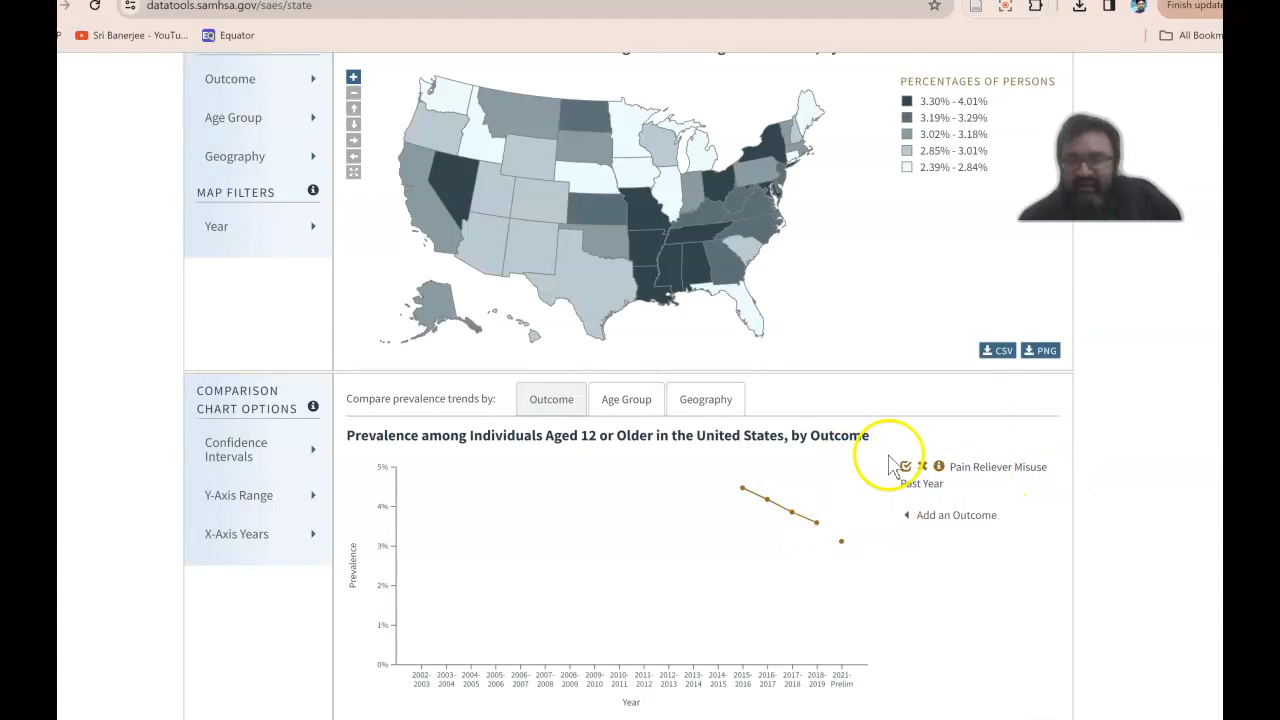 datatools.samhsa.gov/saes/state
Finish update
Sri Banerjee - YouTu...
EQ Equator
All Bookm
Outcome
Age Group
Geography
MAP FILTERS
Year
PERCENTAGES OF PERSONS
3.30% - 4.01%
3.19% - 3.29%
3.02% - 3.18%
2.85% - 3.01%
2.39% - 2.84%
CSV
PNG
COMPARISON
CHART OPTIONS
Confidence
Intervals
Y-Axis Range
X-Axis Years
Compare prevalence trends by:
Outcome
Age Group
Geography
Prevalence among Individuals Aged 12 or Older in the United States, by Outcome
Pain Reliever Misuse
Past Year
Add an Outcome
5%
4%
3%
2%
1%
0%
Prevalence
2002- 2003- 2004- 2005- 2006- 2007- 2008- 2009- 2010- 2011- 2012- 2013- 2014- 2015- 2016- 2017- 2018- 2021-
2003 2004 2005 2006 2007 2008 2009 2010 2011 2012 2013 2014 2015 2016 2017 2018 2019 Prelim
Year